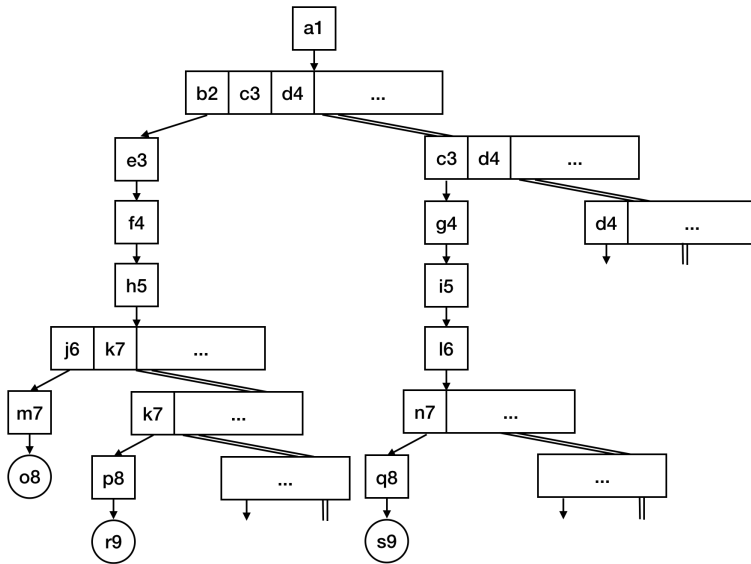 a1
b2 c3 d4 ...
e3
c3 d4 ...
f4
g4
d4 ...
h5
i5
j6 k7 ...
l6
m7
k7 ...
n7 ...
o8
p8
...
q8
...
r9
s9